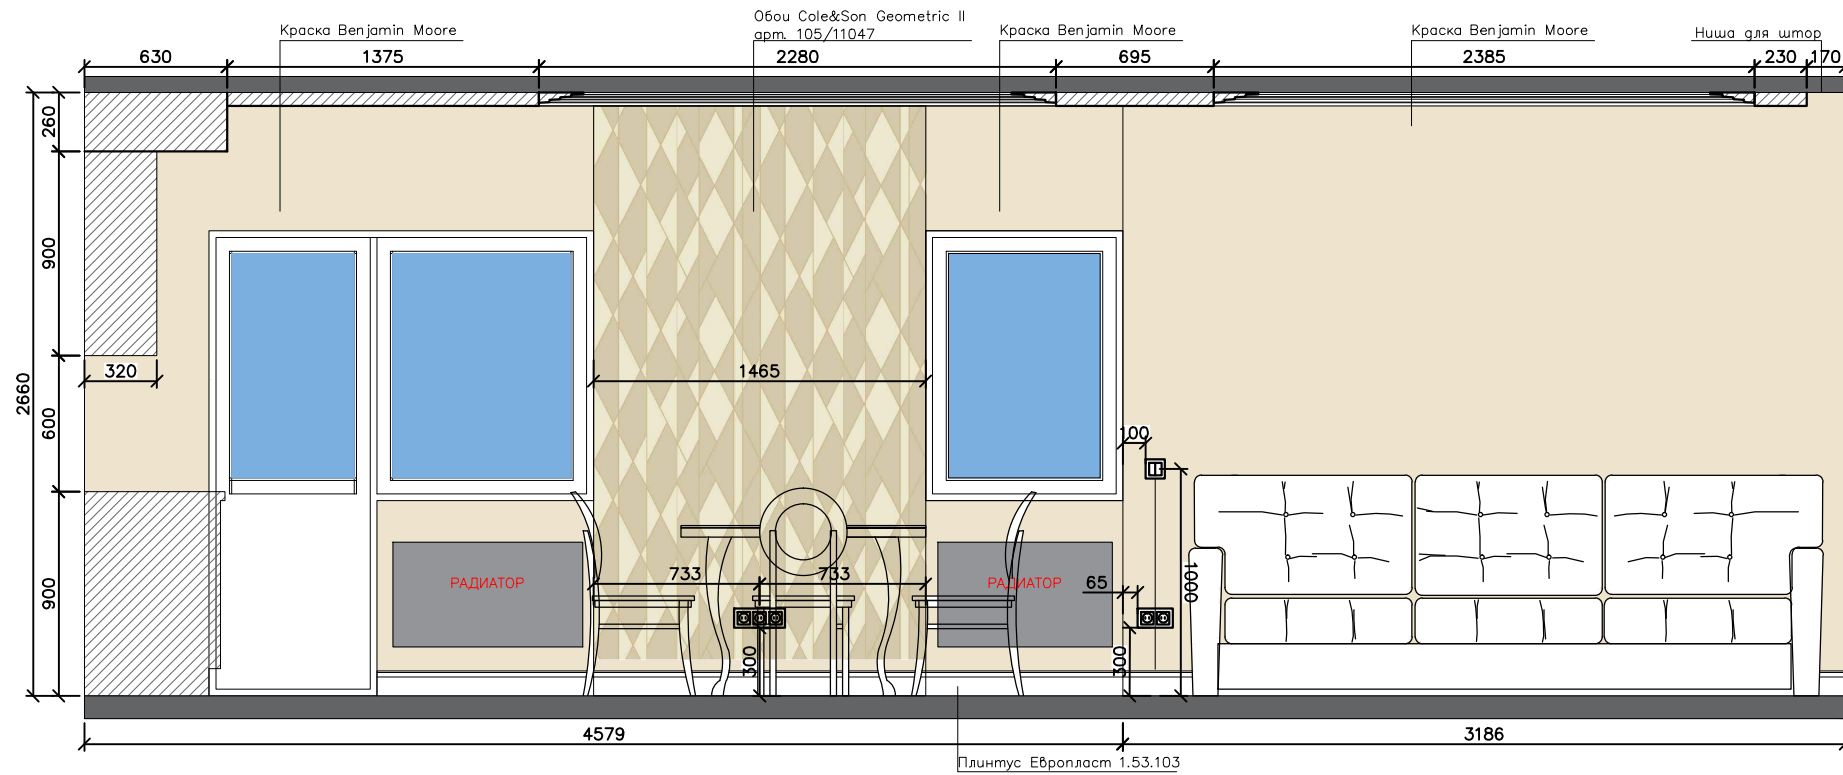 Обои Cole&Son Geometric II
арт. 105/11047
Краска Benjamin Moore
Краска Benjamin Moore
Краска Benjamin Moore
Ниша для штор
630
1375
2280
695
2385
230
170
260
900
2660
600
900
320
1465
100
733
733
РАДИАТОР
РАДИАТОР
65
1000
300
300
4579
3186
Плинтус Европласт 1.53.103